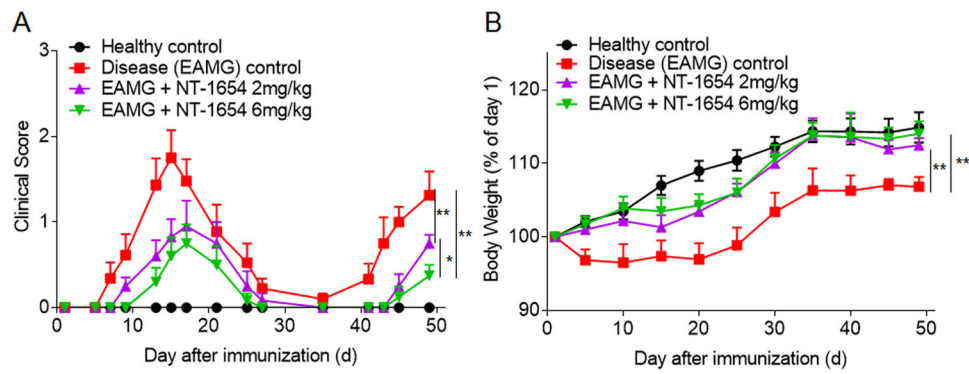 A
Clinical Score
3
2
1
0
Healthy control
Disease (EAMG) control
EAMG + NT-1654 2mg/kg
EAMG + NT-1654 6mg/kg
**
**
*
0 10 20 30 40 50
Day after immunization (d)
B
Body Weight (% of day 1)
120
110
100
90
Healthy control
Disease (EAMG) control
EAMG + NT-1654 2mg/kg
EAMG + NT-1654 6mg/kg
**
**
0 10 20 30 40 50
Day after immunization (d)